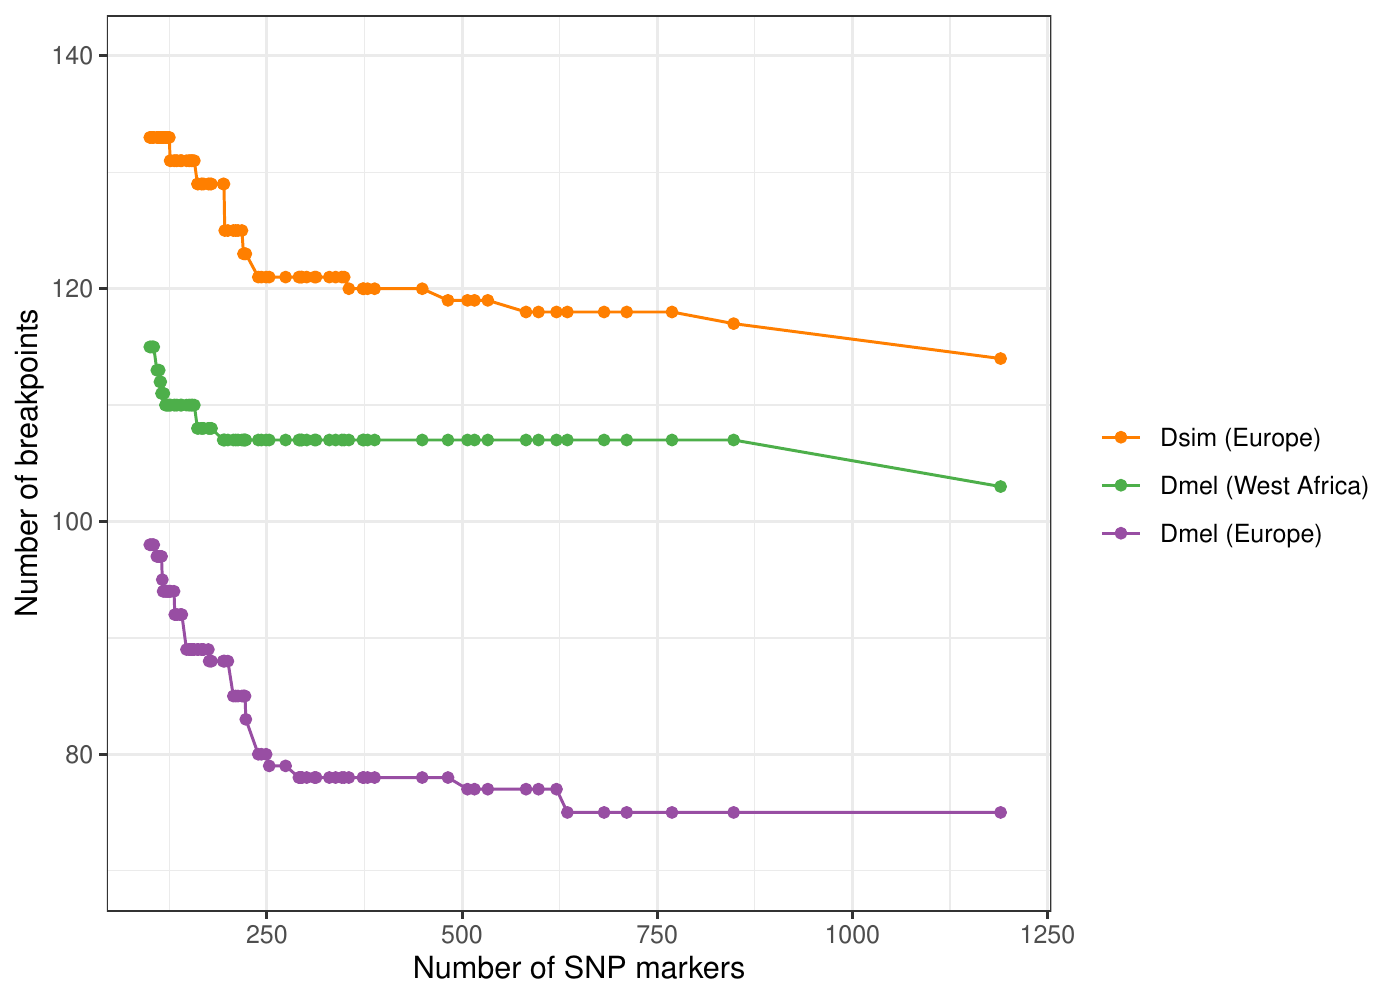 140
120
100
80
Number of breakpoints
250
500
750
1000
1250
Number of SNP markers
Dsim (Europe)
Dmel (West Africa)
Dmel (Europe)